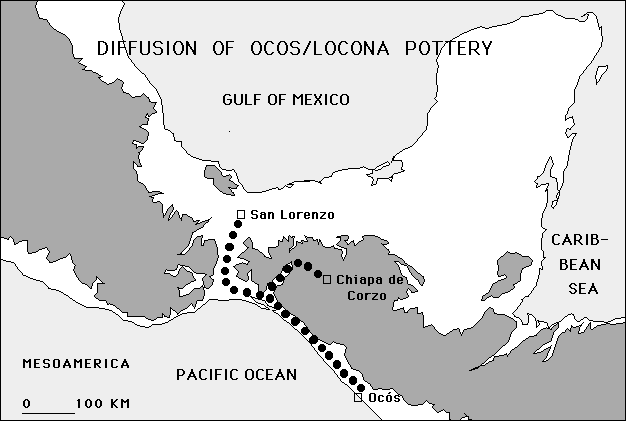 DIFFUSION OF OCOS/LOCONA POTTERY
GULF OF MEXICO
San Lorenzo
CARIB-
BEAN
SEA
Chiapa de
Corzo
MESOAMERICA
PACIFIC OCEAN
Ocós
0 100 KM